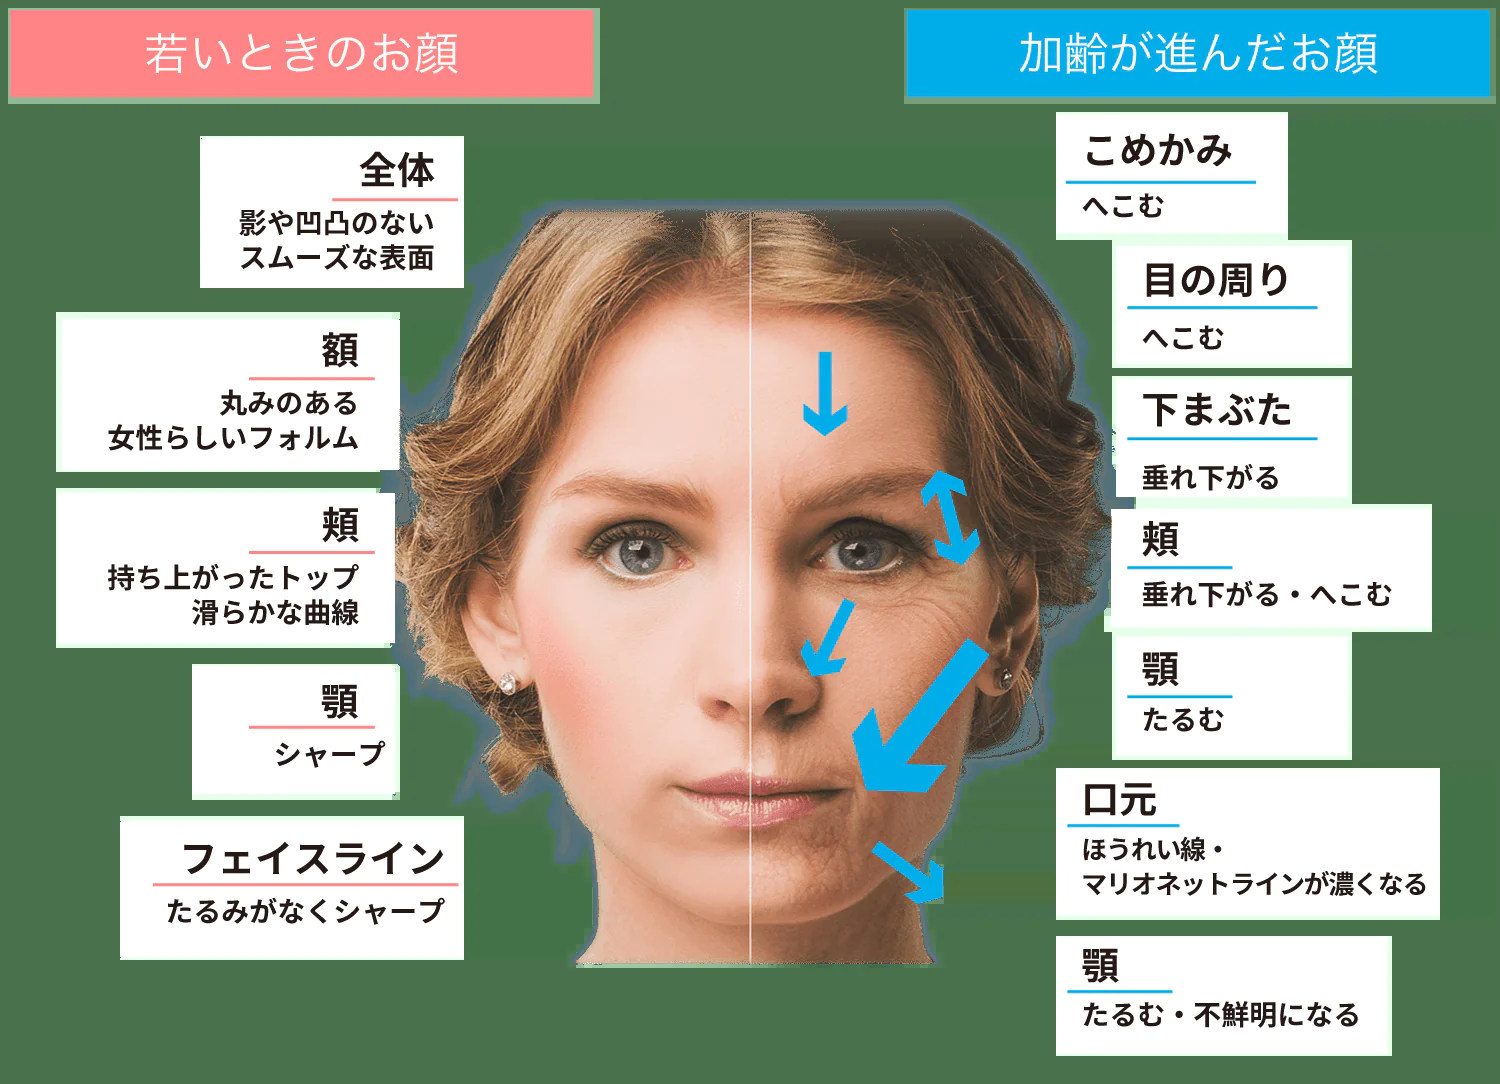 若いときのお顔
全体
影や凹凸のない
スムーズな表面
額
丸みのある
女性らしいフォルム
頬
持ち上がったトップ
滑らかな曲線
顎
シャープ
フェイスライン
たるみがなくシャープ
加齢が進んだお顔
こめかみ
へこむ
目の周り
へこむ
下まぶた
垂れ下がる
頬
垂れ下がる・へこむ
顎
たるむ
口元
ほうれい線・
マリオネットラインが濃くなる
顎
たるむ・不鮮明になる